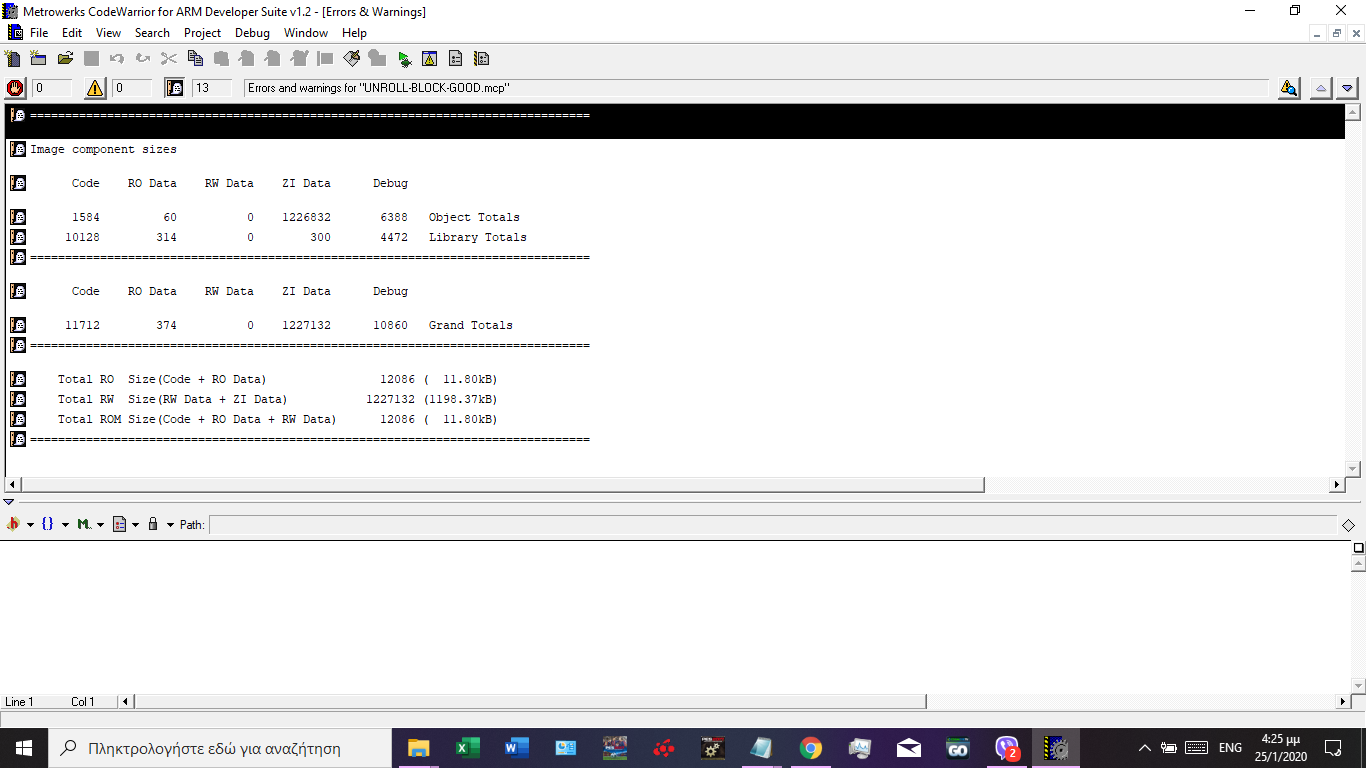 Metrowerks CodeWarrior for ARM Developer Suite v1.2 - [Errors & Warnings]
File Edit View Search Project Debug Window Help
0 0 13 Errors and warnings for "UNROLL-BLOCK-GOOD.mcp"
================================================================================
Image component sizes
Code RO Data RW Data ZI Data Debug
1584 60 0 1226832 6388 Object Totals
10128 314 0 300 4472 Library Totals
================================================================================
Code RO Data RW Data ZI Data Debug
11712 374 0 1227132 10860 Grand Totals
================================================================================
Total RO Size(Code + RO Data) 12086 ( 11.80kB)
Total RW Size(RW Data + ZI Data) 1227132 (1198.37kB)
Total ROM Size(Code + RO Data + RW Data) 12086 ( 11.80kB)
================================================================================
h {} M. Path:
Line 1 Col 1
Πληκτρολογήστε εδώ για αναζήτηση
GO
2
ENG
4:25 μμ
25/1/2020